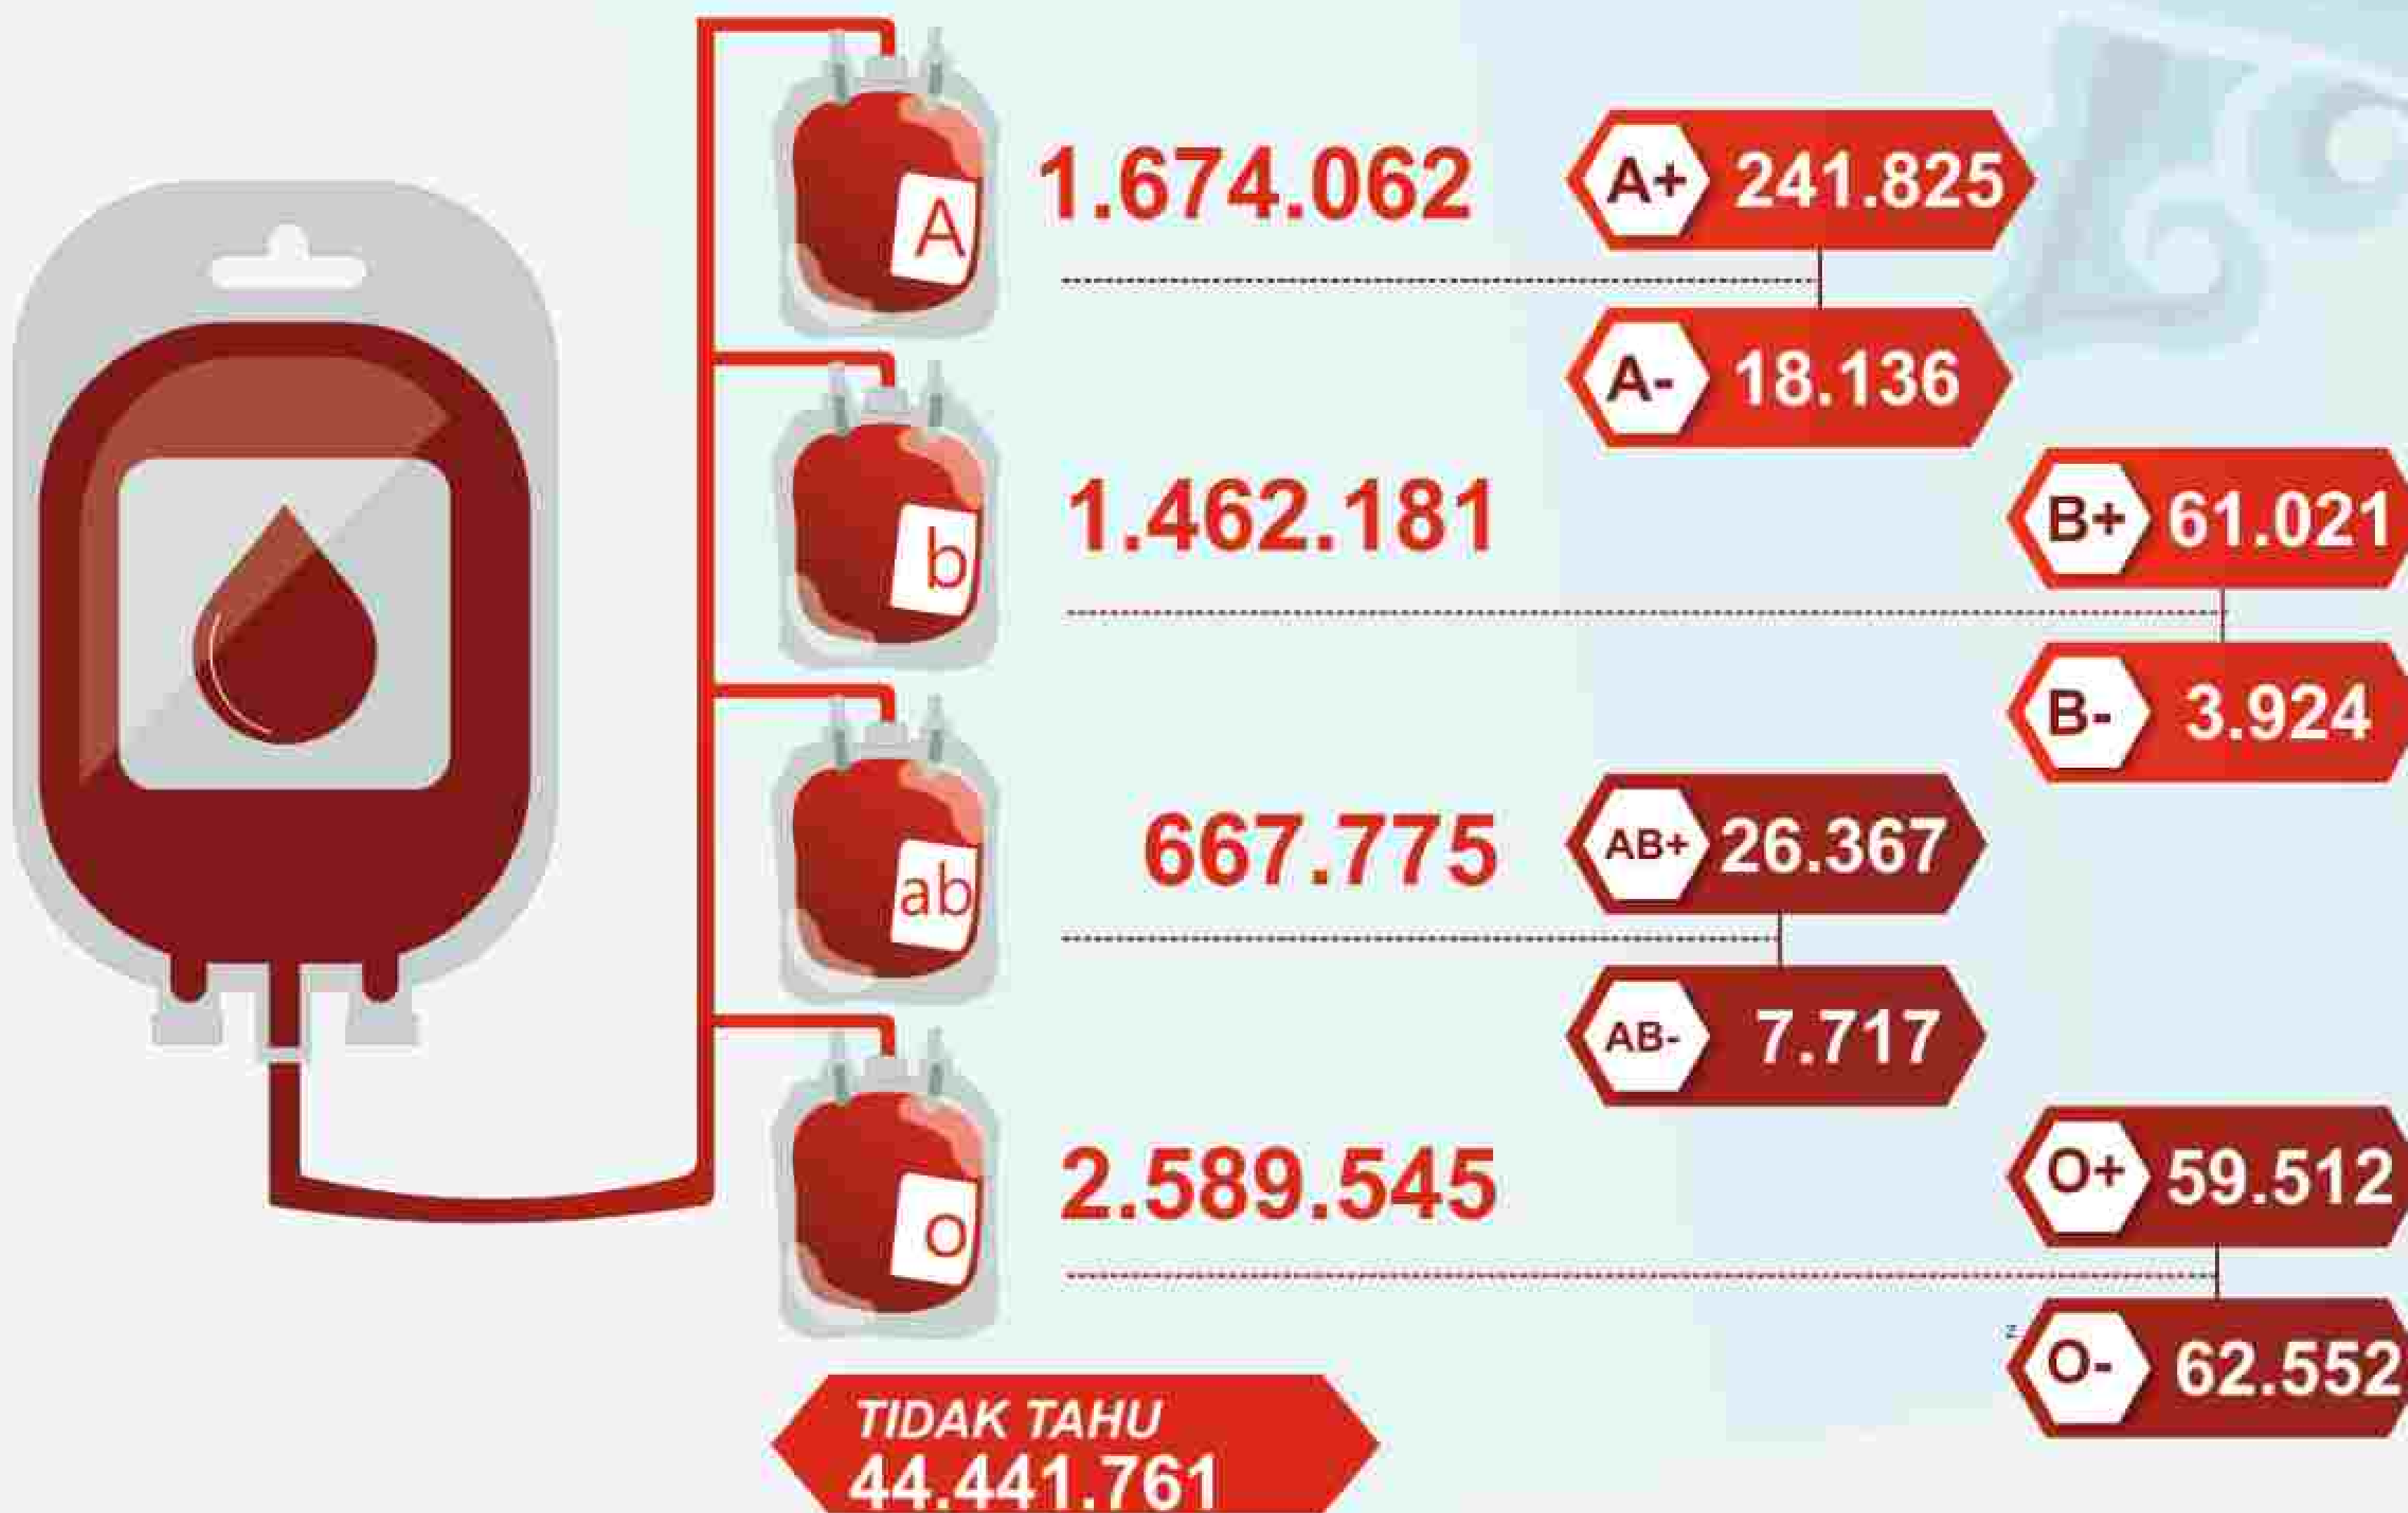 A
1.674.062
A+ 241.825
A- 18.136
b
1.462.181
B+ 61.021
B- 3.924
ab
667.775
AB+ 26.367
AB- 7.717
o
2.589.545
O+ 59.512
O- 62.552
TIDAK TAHU
44.441.761